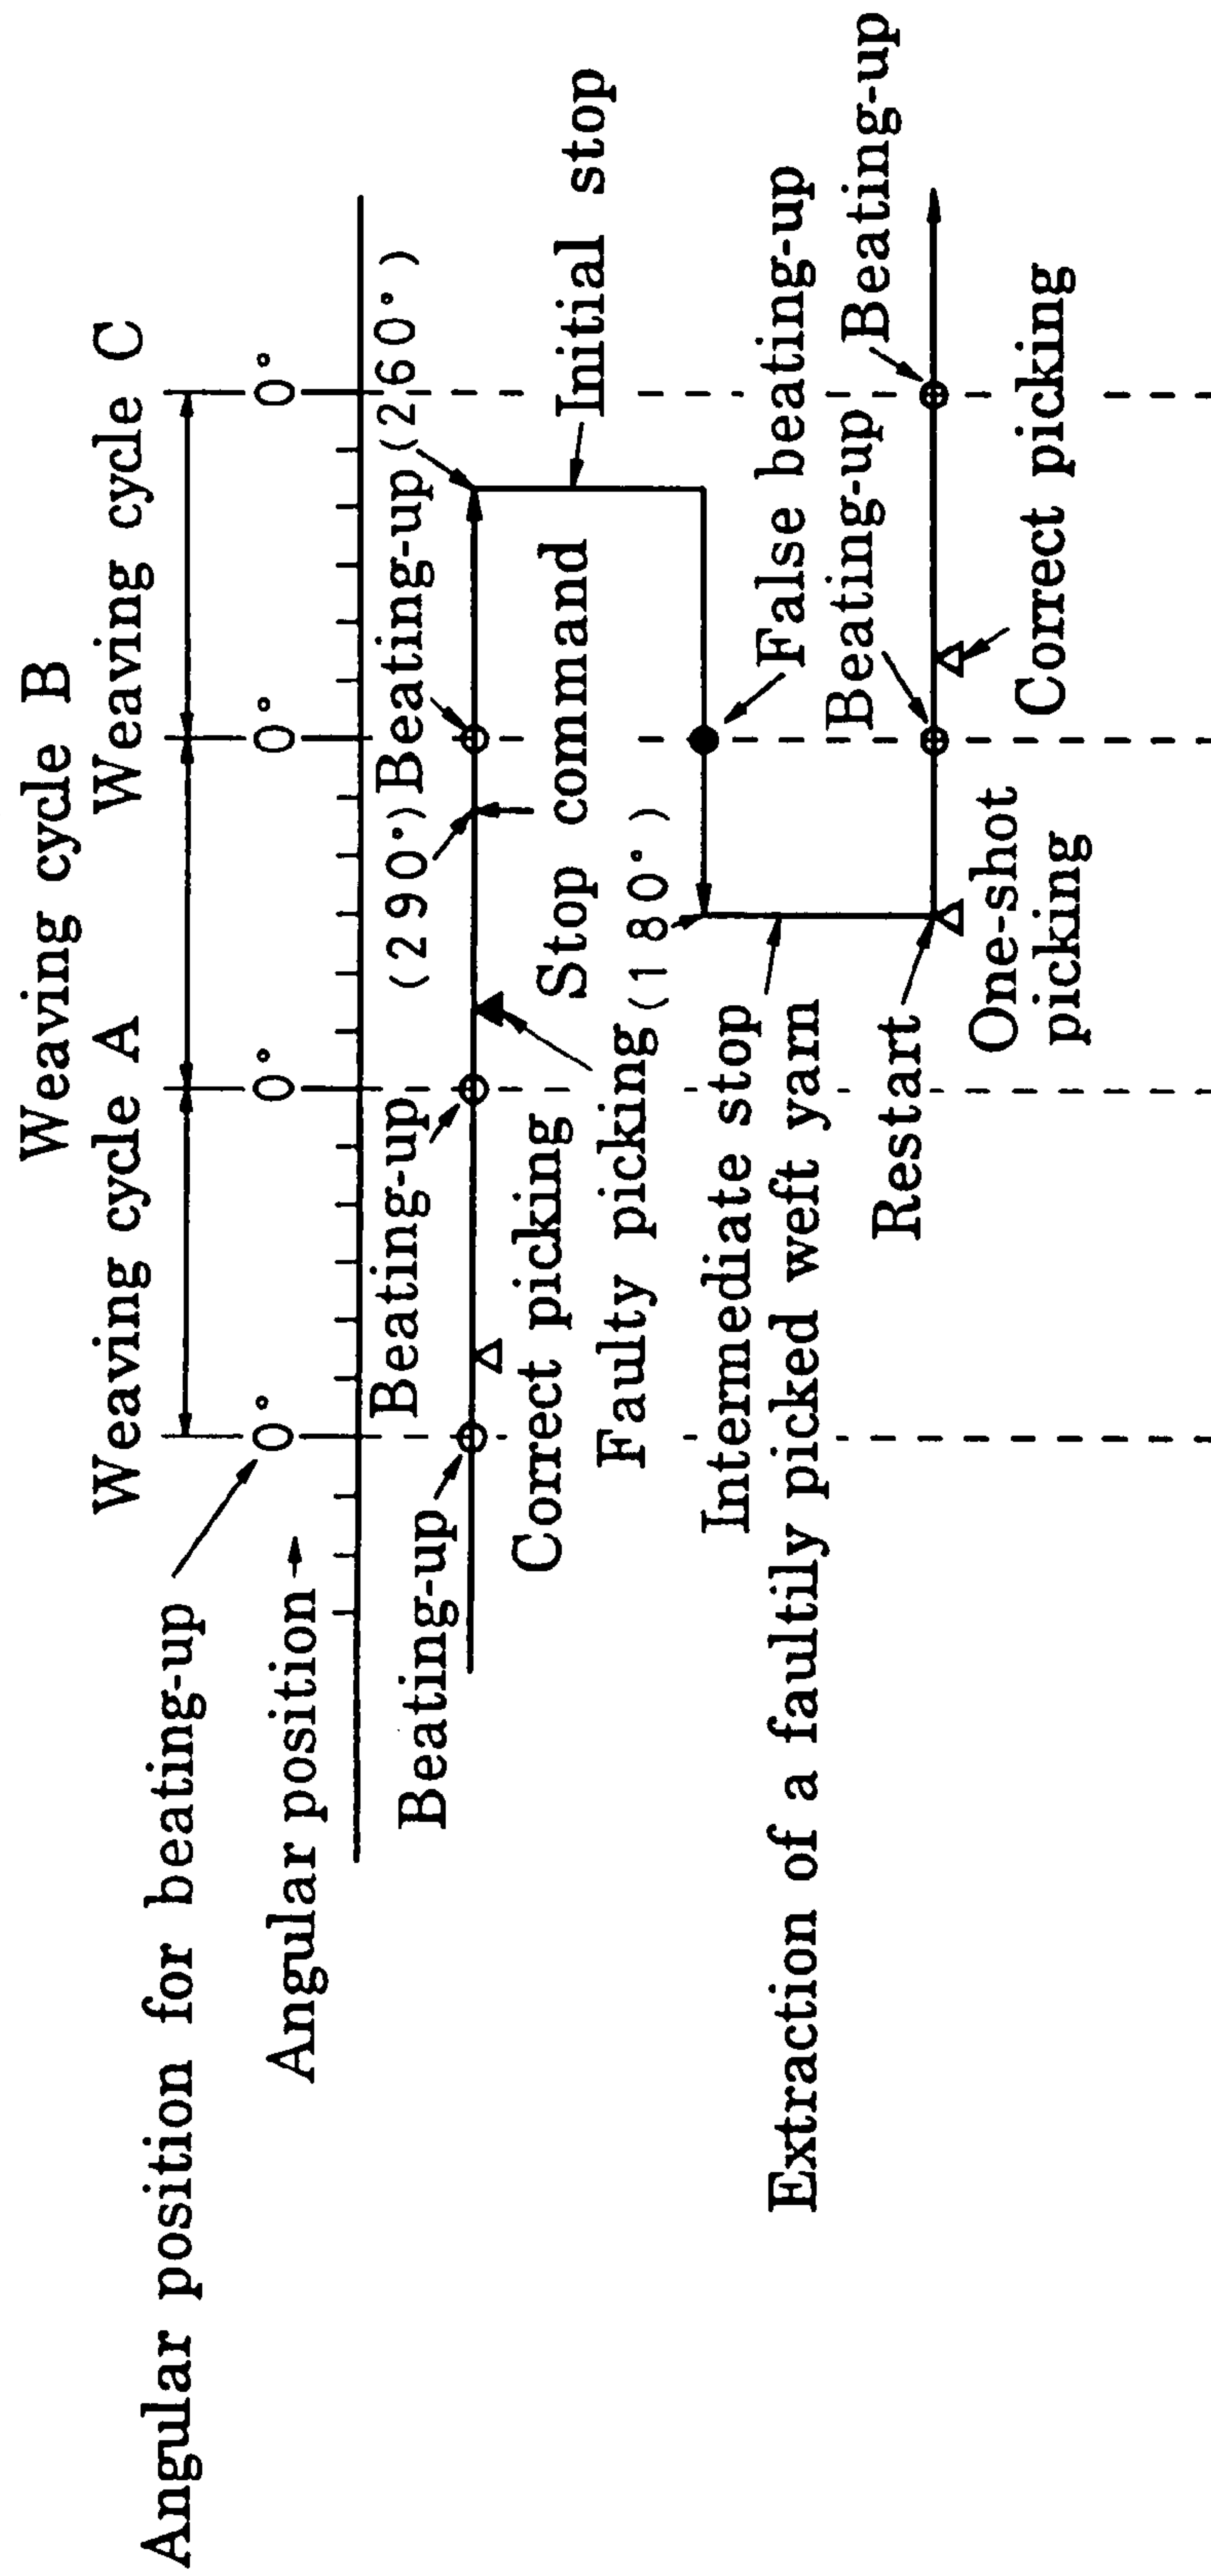 Weaving cycle B
Weaving cycle A
Weaving cycle C
Angular position for beating-up
0°
0°
0°
0°
Angular position
Beating-up
Beating-up
(290°)
Beating-up
(260°)
Correct picking
Stop command
Initial stop
Faulty picking
(180°)
Intermediate stop
False beating-up
Extraction of a faultily picked weft yarn
Beating-up
Beating-up
Restart
One-shot
picking
Correct picking